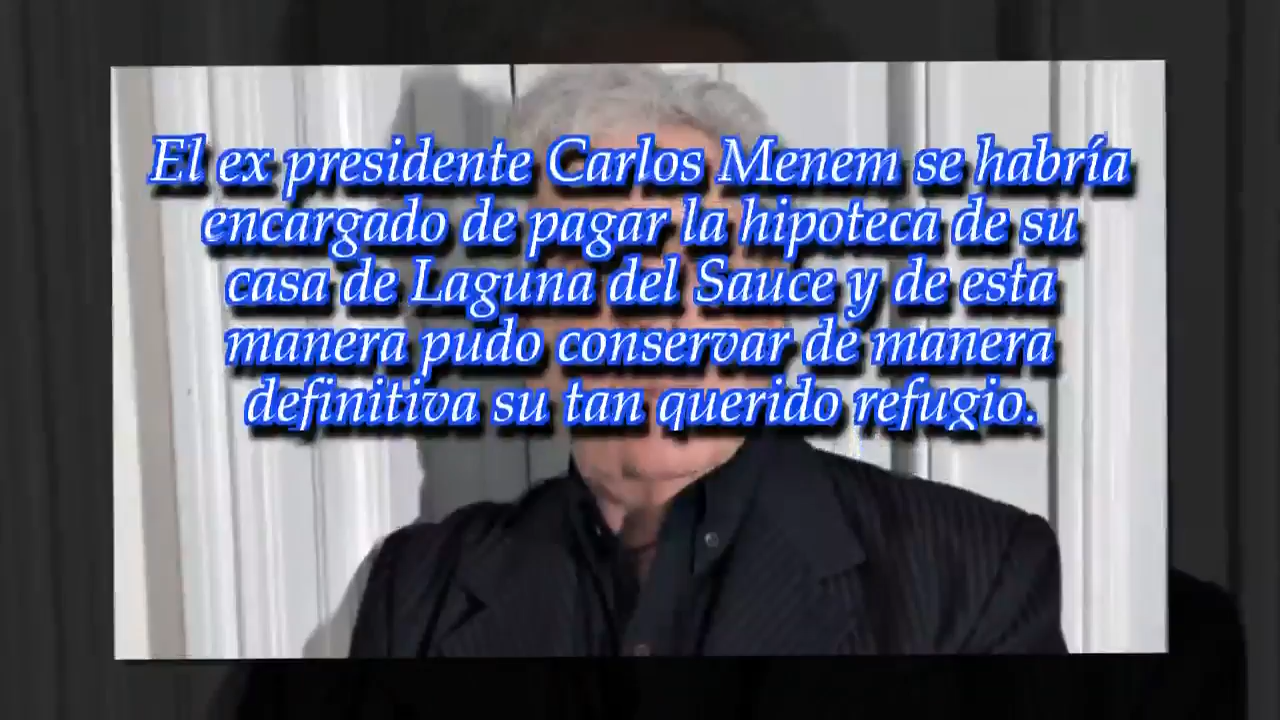 El ex presidente Carlos Menem se habría
encargado de pagar la hipoteca de su
casa de Laguna del Sauce y de esta
manera pudo conservar de manera
definitiva su tan querido refugio.